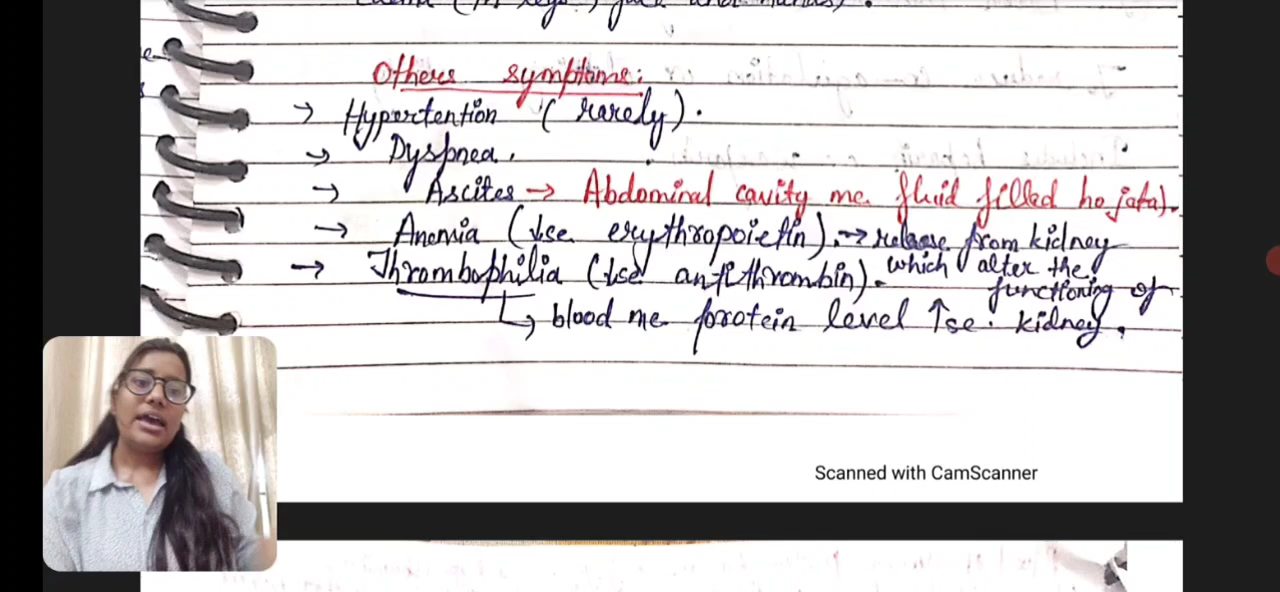 Others symptoms:
→ Hypertention (rarely).
→ Dyspnea.
→ Ascites → Abdominal cavity me fluid filled ho jata).
→ Anemia (↓se erythropoietin). → release from kidney
which alter the
→ Thrombophilia (↓se antithrombin).
functioning of
↳ blood me protein level ↑se. kidney.
Scanned with CamScanner